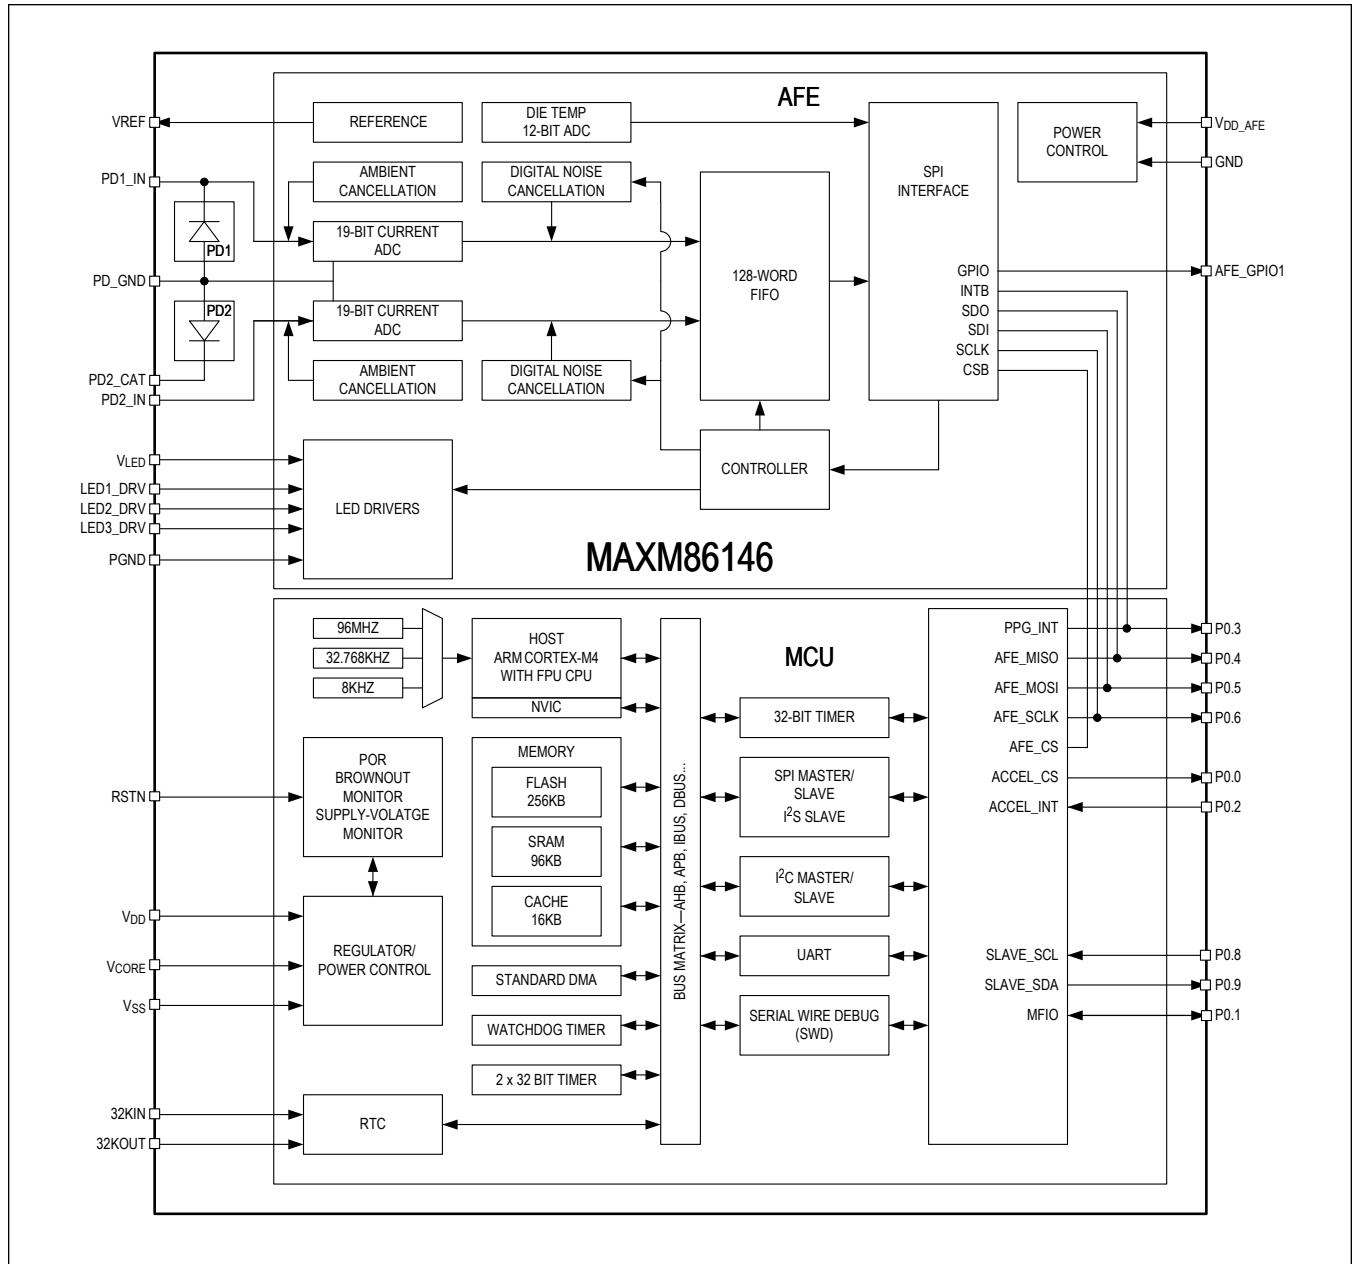 AFE
VREF
REFERENCE
DIE TEMP
12-BIT ADC
SPI
INTERFACE
POWER
CONTROL
VDD_AFE
GND
PD1_IN
AMBIENT
CANCELLATION
DIGITAL NOISE
CANCELLATION
PD1
19-BIT CURRENT
ADC
PD_GND
128-WORD
FIFO
PD2
19-BIT CURRENT
ADC
GPIO
INTB
SDO
SDI
SCLK
CSB
AFE_GPIO1
PD2_CAT
PD2_IN
AMBIENT
CANCELLATION
DIGITAL NOISE
CANCELLATION
VLED
LED1_DRV
LED2_DRV
LED3_DRV
PGND
LED DRIVERS
CONTROLLER
MAXM86146
96MHZ
32.768KHZ
8KHZ
HOST
ARM CORTEX-M4
WITH FPU CPU
NVIC
MCU
PPG_INT
AFE_MISO
AFE_MOSI
AFE_SCLK
AFE_CS
ACCEL_CS
ACCEL_INT
P0.3
P0.4
P0.5
P0.6
P0.0
P0.2
32-BIT TIMER
RSTN
POR
BROWNOUT
MONITOR
SUPPLY-VOLATGE
MONITOR
MEMORY
FLASH
256KB
SRAM
96KB
CACHE
16KB
BUS MATRIX—AHB, APB, IBUS, DBUS...
SPI MASTER/
SLAVE
I2S SLAVE
I2C MASTER/
SLAVE
VDD
VCORE
VSS
REGULATOR/
POWER CONTROL
UART
SLAVE_SCL
SLAVE_SDA
MFIO
P0.8
P0.9
P0.1
STANDARD DMA
SERIAL WIRE DEBUG
(SWD)
WATCHDOG TIMER
2 x 32 BIT TIMER
32KIN
32KOUT
RTC